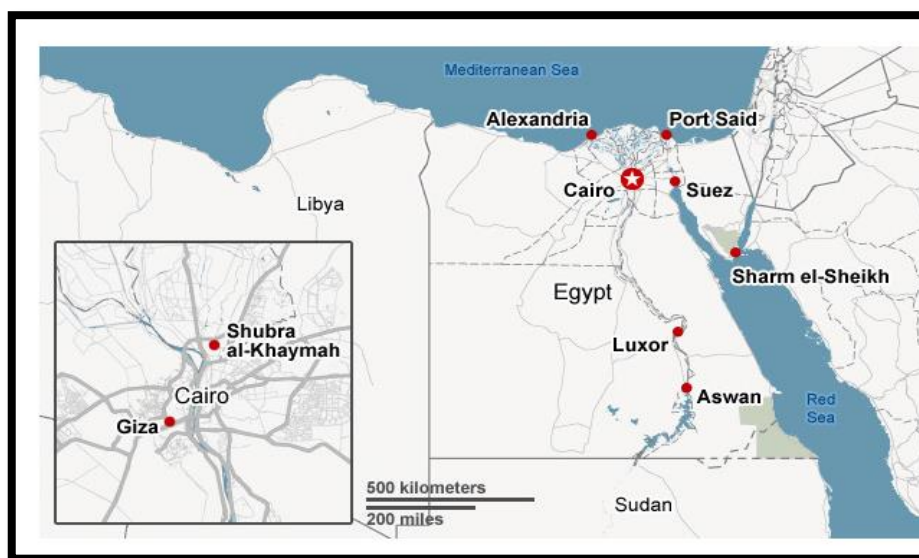 Mediterranean Sea
Alexandria
Port Said
Cairo
Suez
Libya
Sharm el-Sheikh
Egypt
Shubra
al-Khaymah
Luxor
Cairo
Aswan
Red
Sea
Giza
500 kilometers
200 miles
Sudan